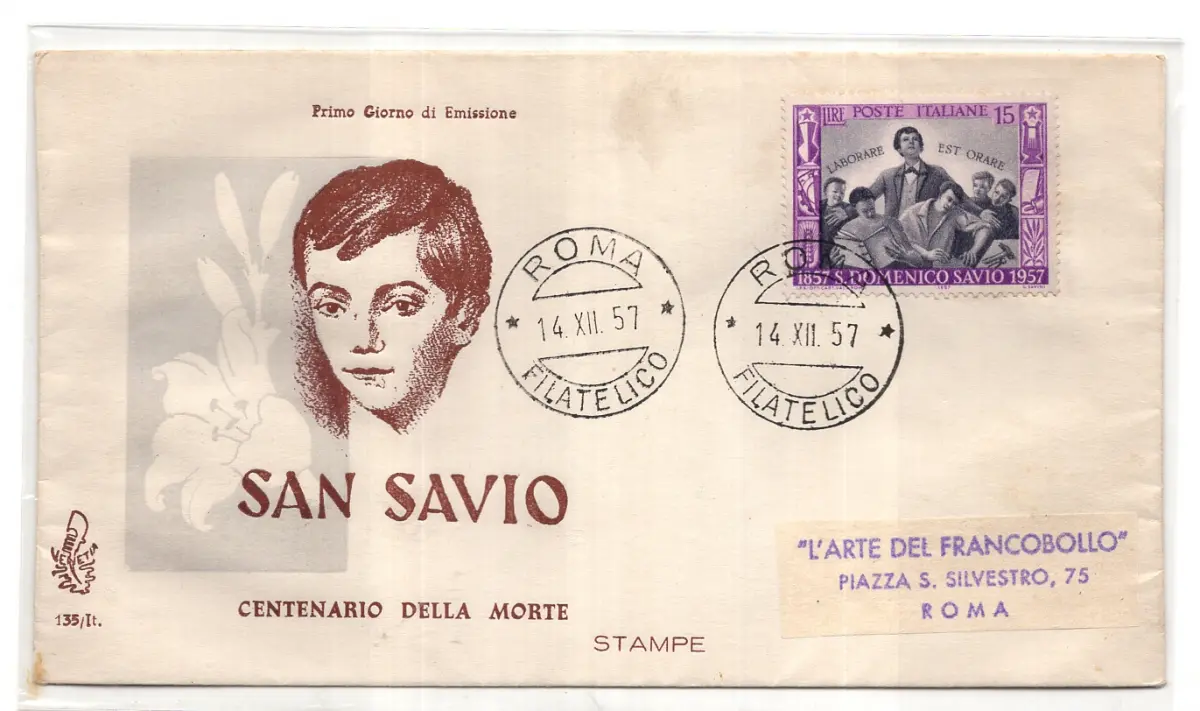 Primo Giorno di Emissione
LIRE POSTE ITALIANE 15
LABORARE EST ORARE
1857 S. DOMENICO SAVIO 1957
ROMA
14.XII.57
FILATELICO
ROMA
14.XII.57
FILATELICO
SAN SAVIO
"L'ARTE DEL FRANCOBOLLO"
PIAZZA S. SILVESTRO, 75
ROMA
135/It.
CENTENARIO DELLA MORTE
STAMPE